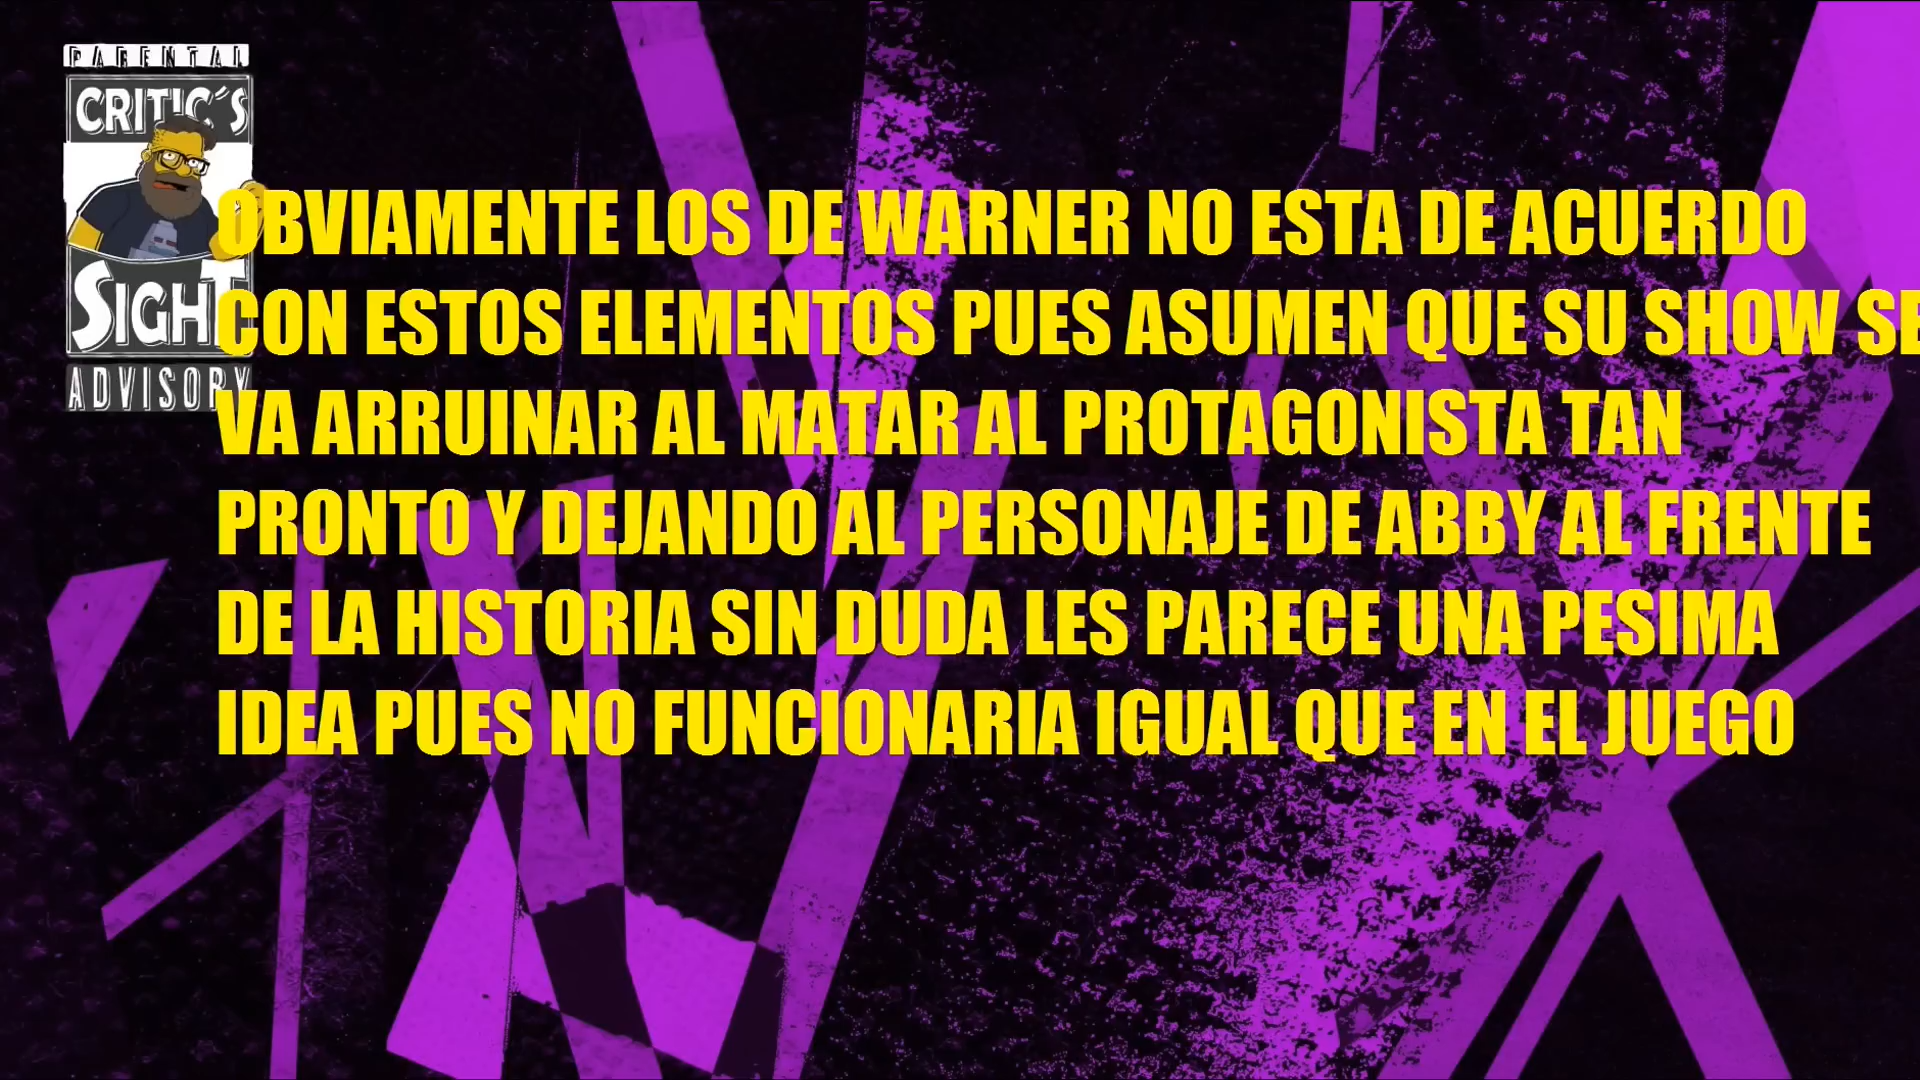 PARENTAL
CRITIC´S
SIGHT
ADVISORY
OBVIAMENTE LOS DE WARNER NO ESTA DE ACUERDO
CON ESTOS ELEMENTOS PUES ASUMEN QUE SU SHOW SE
VA ARRUINAR AL MATAR AL PROTAGONISTA TAN
PRONTO Y DEJANDO AL PERSONAJE DE ABBY AL FRENTE
DE LA HISTORIA SIN DUDA LES PARECE UNA PESIMA
IDEA PUES NO FUNCIONARIA IGUAL QUE EN EL JUEGO